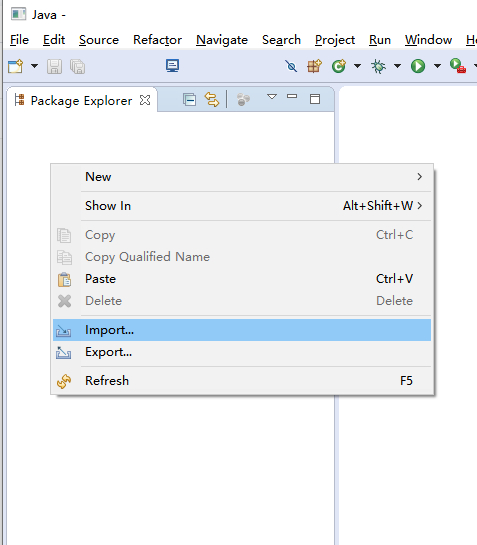 Java -
File Edit Source Refactor Navigate Search Project Run Window
Package Explorer
New
Show In Alt+Shift+W
Copy Ctrl+C
Copy Qualified Name
Paste Ctrl+V
Delete Delete
Import...
Export...
Refresh F5